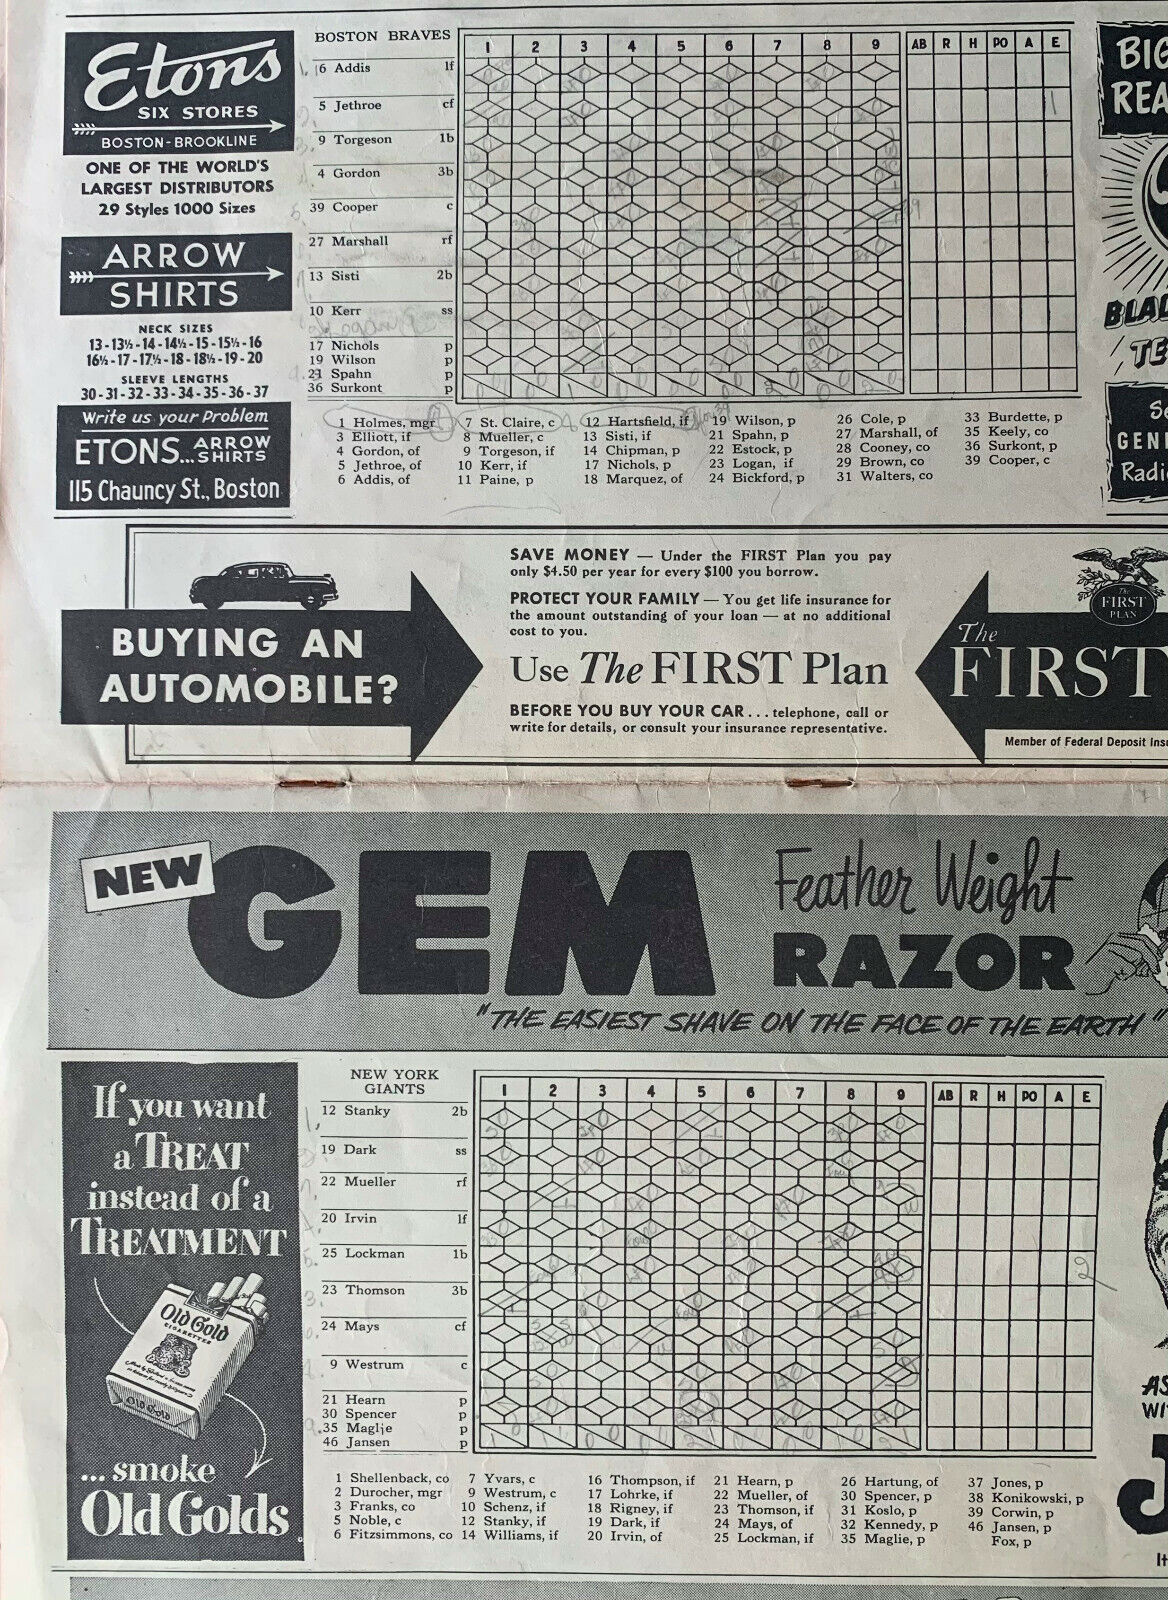 Etons
SIX STORES
BOSTON-BROOKLINE
ONE OF THE WORLD'S
LARGEST DISTRIBUTORS
29 Styles 1000 Sizes
ARROW
SHIRTS
NECK SIZES
13-13½-14-14½-15-15½-16
16½-17-17½-18-18½-19-20
SLEEVE LENGTHS
30-31-32-33-34-35-36-37
Write us your Problem
ETONS... ARROW SHIRTS
115 Chauncy St., Boston
BOSTON BRAVES 1 2 3 4 5 6 7 8 9 AB R H PO A E
6 Addis lf
5 Jethroe cf
9 Torgeson 1b
4 Gordon 3b
39 Cooper c
27 Marshall rf
13 Sisti 2b
10 Kerr ss
17 Nichols p
19 Wilson p
21 Spahn p
36 Surkont p
1 Holmes, mgr 7 St. Claire, c 12 Hartsfield, if 19 Wilson, p 26 Cole, p 33 Burdette, p
3 Elliott, if 8 Mueller, c 13 Sisti, if 21 Spahn, p 27 Marshall, of 35 Keely, co
4 Gordon, of 9 Torgeson, if 14 Chipman, p 22 Estock, p 28 Cooney, co 36 Surkont, p
5 Jethroe, of 10 Kerr, if 17 Nichols, p 23 Logan, if 29 Brown, co 39 Cooper, c
6 Addis, of 11 Paine, p 18 Marquez, of 24 Bickford, p 31 Walters, co
BIG
REA
BLA
TE
GENE
Radi
BUYING AN
AUTOMOBILE?
SAVE MONEY — Under the FIRST Plan you pay
only $4.50 per year for every $100 you borrow.
PROTECT YOUR FAMILY — You get life insurance for
the amount outstanding of your loan — at no additional
cost to you.
Use The FIRST Plan
BEFORE YOU BUY YOUR CAR... telephone, call or
write for details, or consult your insurance representative.
The
FIRST
PLAN
The
FIRST
Member of Federal Deposit Insu
NEW
GEM
Feather Weight
RAZOR
"THE EASIEST SHAVE ON THE FACE OF THE EARTH"
If you want
a TREAT
instead of a
TREATMENT
Old Gold
CIGARETTES
Old Gold
...smoke
Old Golds
NEW YORK
GIANTS 1 2 3 4 5 6 7 8 9 AB R H PO A E
12 Stanky 2b
19 Dark ss
22 Mueller rf
20 Irvin lf
25 Lockman 1b
23 Thomson 3b
24 Mays cf
9 Westrum c
21 Hearn p
30 Spencer p
35 Maglie p
46 Jansen p
1 Shellenback, co 7 Yvars, c 16 Thompson, if 21 Hearn, p 26 Hartung, of 37 Jones, p
2 Durocher, mgr 9 Westrum, c 17 Lohrke, if 22 Mueller, of 30 Spencer, p 38 Konikowski, p
3 Franks, co 10 Schenz, if 18 Rigney, if 23 Thomson, if 31 Koslo, p 39 Corwin, p
5 Noble, c 12 Stanky, if 19 Dark, if 24 Mays, of 32 Kennedy, p 46 Jansen, p
6 Fitzsimmons, co 14 Williams, if 20 Irvin, of 25 Lockman, if 35 Maglie, p Fox, p
AS
WI
J
It